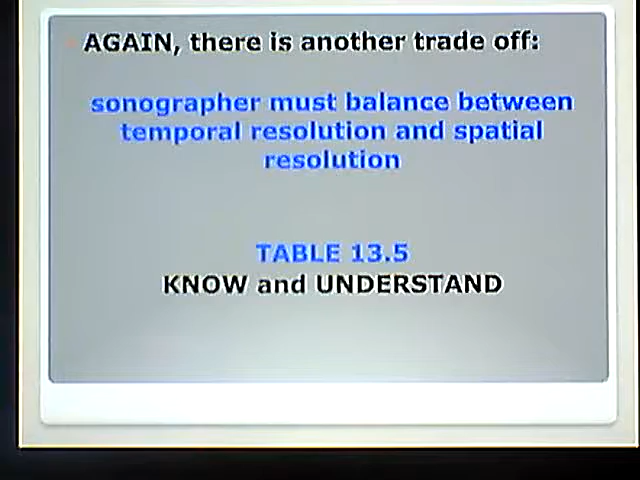 AGAIN, there is another trade off:
sonographer must balance between
temporal resolution and spatial
resolution
TABLE 13.5
KNOW and UNDERSTAND